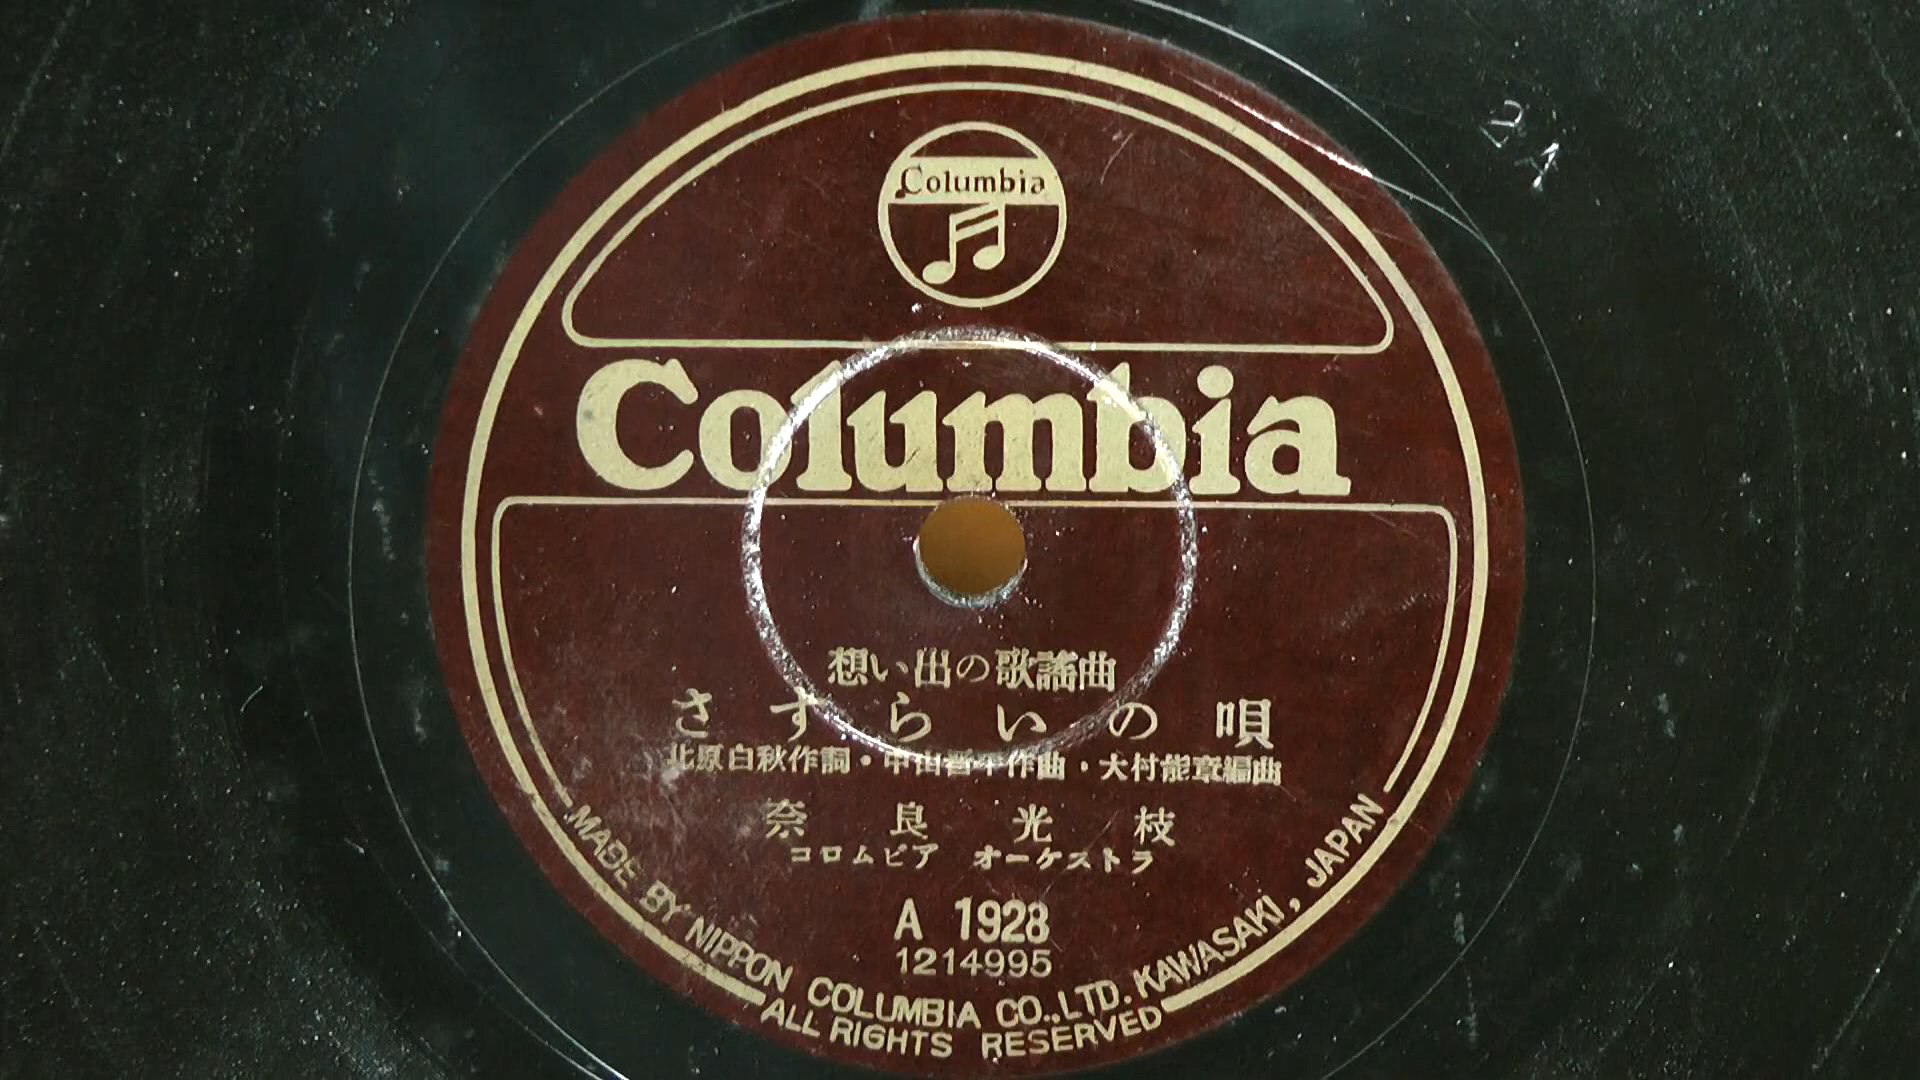 Columbia
Columbia
想い出の歌謡曲
さすらいの唄
北原白秋作詞・中山晋平作曲・大村能章編曲
奈良光枝
コロムビア オーケストラ
A 1928
1214995
MADE BY NIPPON COLUMBIA CO., LTD. KAWASAKI, JAPAN
ALL RIGHTS RESERVED